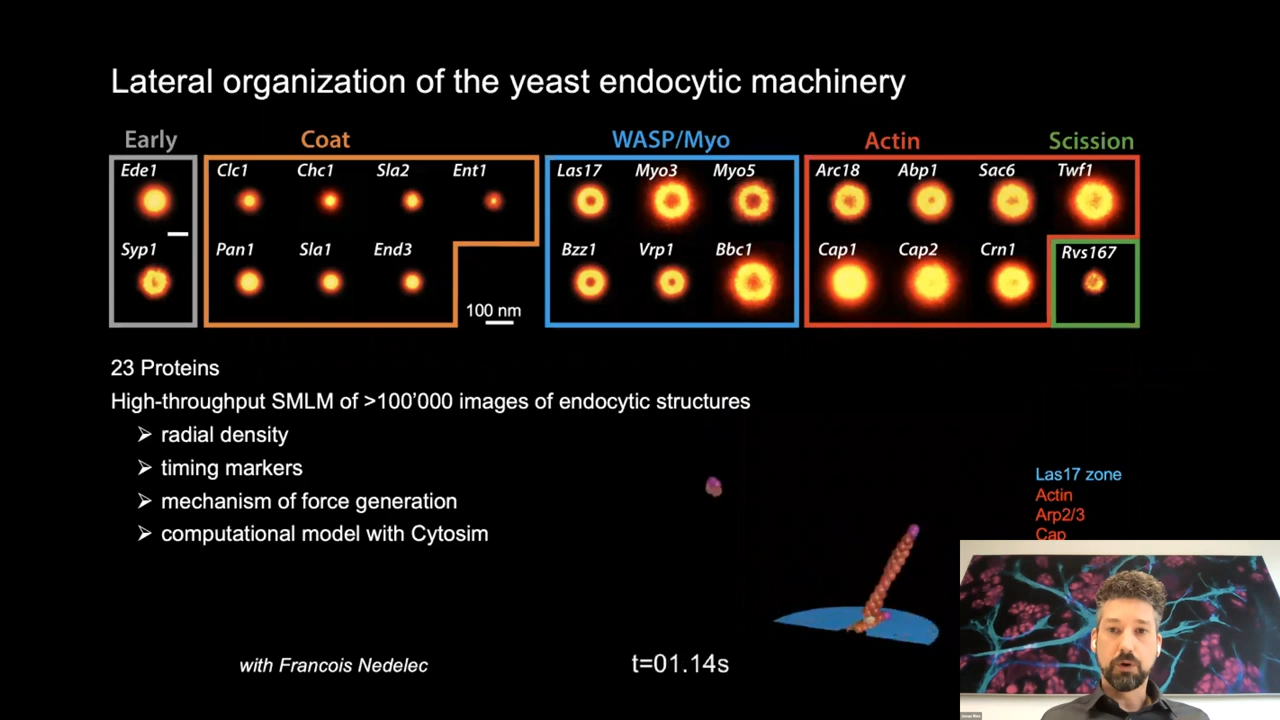 Lateral organization of the yeast endocytic machinery
Early
Coat
WASP/Myo
Actin
Scission
Ede1
Clc1
Chc1
Sla2
Ent1
Las17
Myo3
Myo5
Arc18
Abp1
Sac6
Twf1
Syp1
Pan1
Sla1
End3
Bzz1
Vrp1
Bbc1
Cap1
Cap2
Crn1
Rvs167
100 nm
23 Proteins
High-throughput SMLM of >100’000 images of endocytic structures
➢ radial density
➢ timing markers
➢ mechanism of force generation
➢ computational model with Cytosim
Las17 zone
Actin
Arp2/3
Cap
with Francois Nedelec
t=01.14s